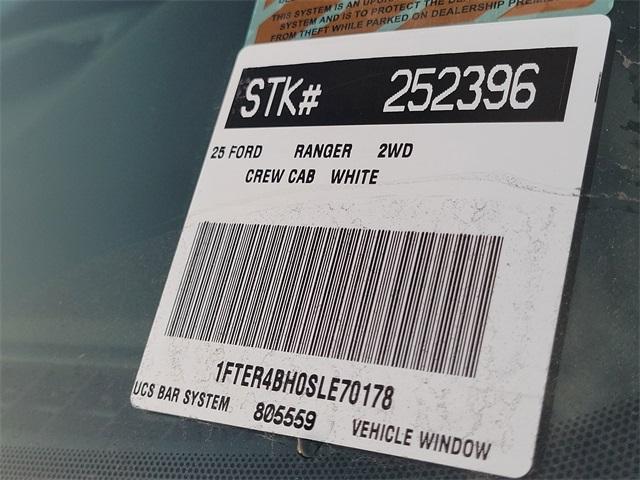 THIS SYSTEM IS AN
SYSTEM AND IS TO PROTECT THE
FROM THEFT WHILE PARKED ON DEALERSHIP
STK# 252396
25 FORD RANGER 2WD
CREW CAB WHITE
1FTER4BH0SLE70178
UCS BAR SYSTEM 805559 VEHICLE WINDOW